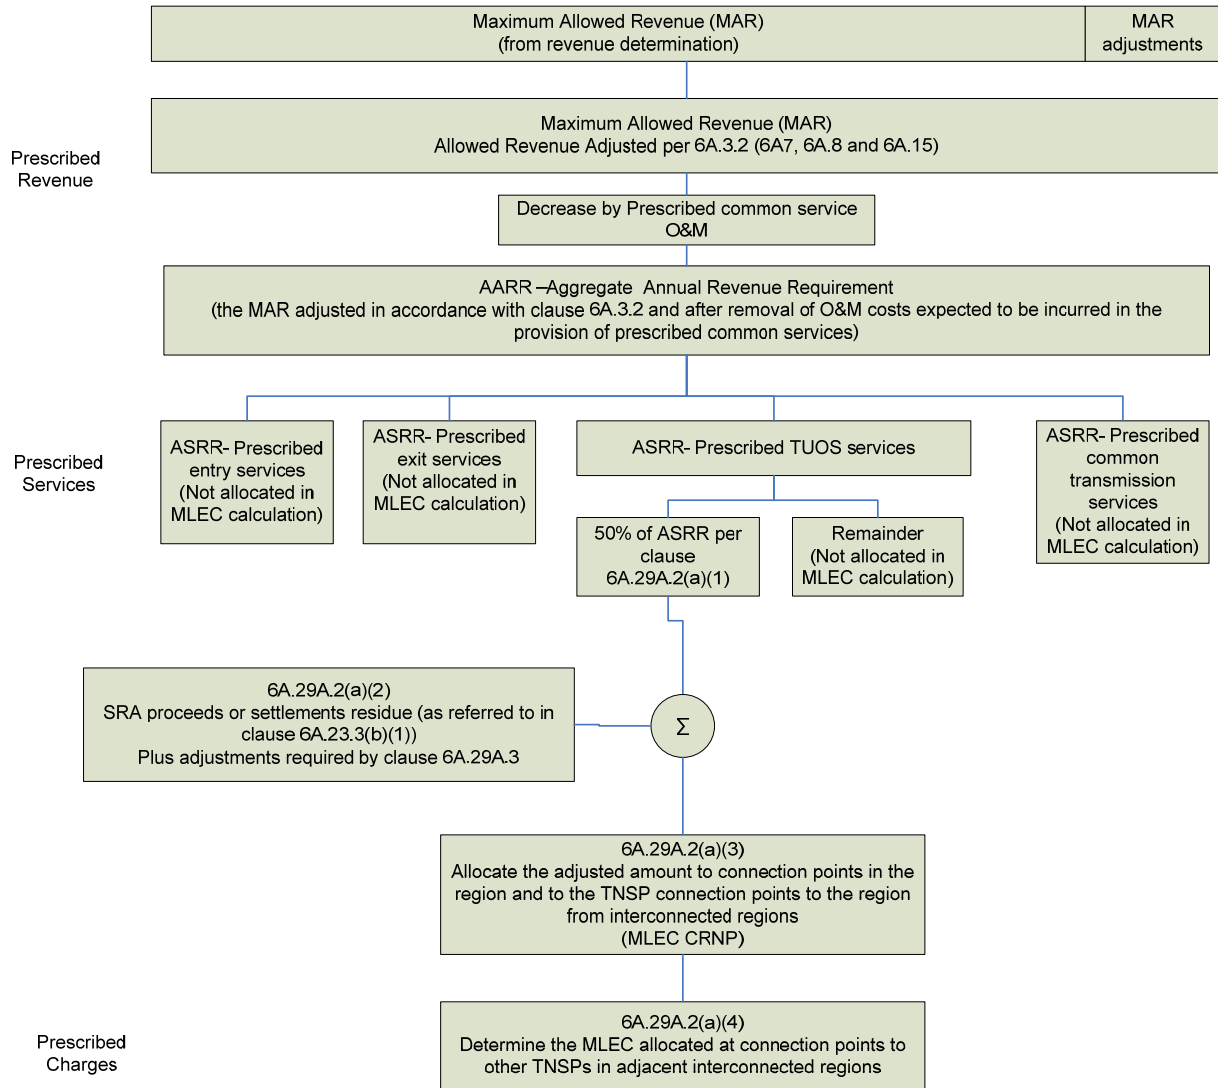 Maximum Allowed Revenue (MAR)
(from revenue determination)
MAR
adjustments
Maximum Allowed Revenue (MAR)
Allowed Revenue Adjusted per 6A.3.2 (6A7, 6A.8 and 6A.15)
Prescribed
Revenue
Decrease by Prescribed common service
O&M
AARR –Aggregate Annual Revenue Requirement
(the MAR adjusted in accordance with clause 6A.3.2 and after removal of O&M costs expected to be incurred in the
provision of prescribed common services)
Prescribed
Services
ASRR- Prescribed
entry services
(Not allocated in
MLEC calculation)
ASRR- Prescribed
exit services
(Not allocated in
MLEC calculation)
ASRR- Prescribed TUOS services
ASRR- Prescribed
common
transmission
services
(Not allocated in
MLEC calculation)
50% of ASRR per
clause
6A.29A.2(a)(1)
Remainder
(Not allocated in
MLEC calculation)
6A.29A.2(a)(2)
SRA proceeds or settlements residue (as referred to in
clause 6A.23.3(b)(1))
Plus adjustments required by clause 6A.29A.3
Σ
6A.29A.2(a)(3)
Allocate the adjusted amount to connection points in the
region and to the TNSP connection points to the region
from interconnected regions
(MLEC CRNP)
Prescribed
Charges
6A.29A.2(a)(4)
Determine the MLEC allocated at connection points to
other TNSPs in adjacent interconnected regions